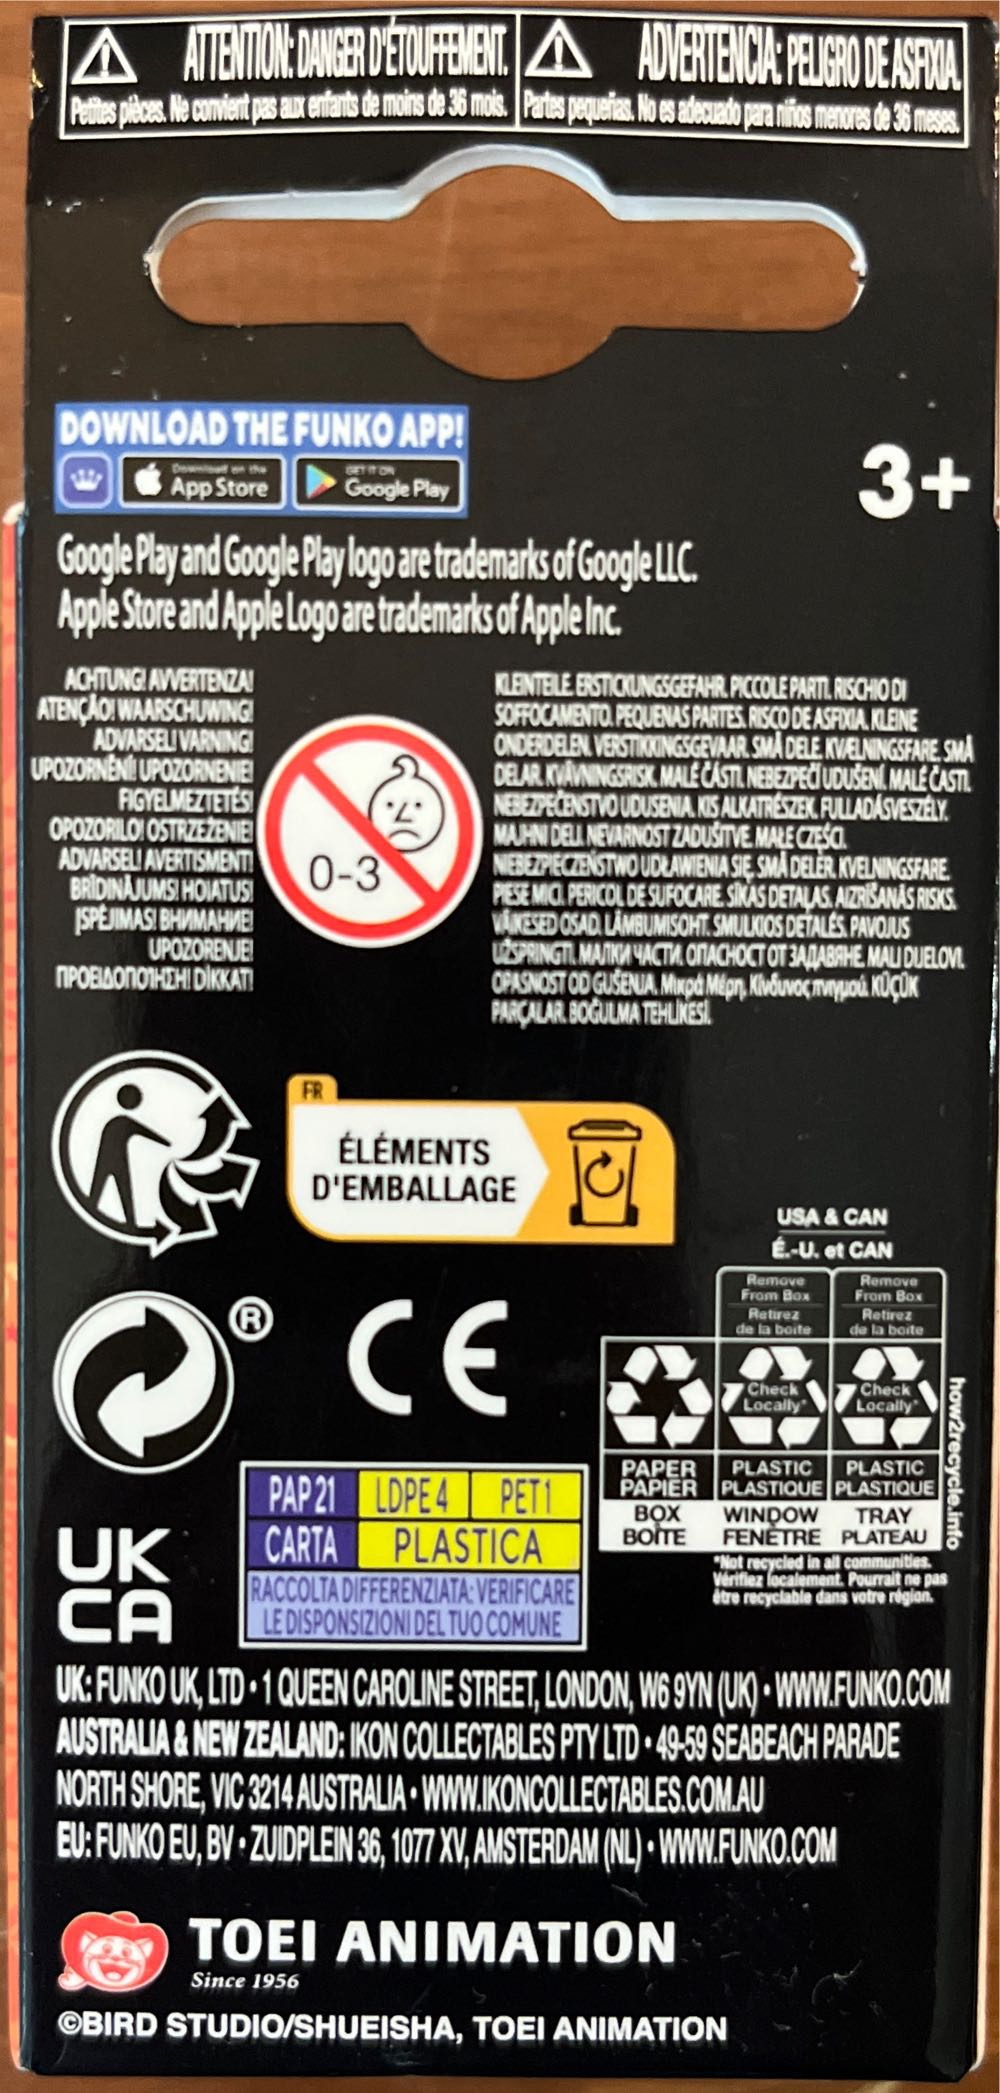 ATTENTION: DANGER D'ÉTOUFFEMENT.
Petites pièces. Ne convient pas aux enfants de moins de 36 mois.
ADVERTENCIA: PELIGRO DE ASFIXIA.
Partes pequeñas. No es adecuado para niños menores de 36 meses.
DOWNLOAD THE FUNKO APP!
Download on the
App Store
GET IT ON
Google Play
3+
Google Play and Google Play logo are trademarks of Google LLC.
Apple Store and Apple Logo are trademarks of Apple Inc.
ACHTUNG! AVVERTENZA!
ATENÇÃO! WAARSCHUWING!
ADVARSEL! VARNING!
UPOZORNĚNÍ! UPOZORNENIE!
FIGYELMEZTETÉS!
OPOZORILO! OSTRZEŻENIE!
ADVARSEL! AVERTISMENT!
BRĪDINĀJUMS! HOIATUS!
ĮSPĖJIMAS! ВНИМАНИЕ!
UPOZORENJE!
ΠΡΟΕΙΔΟΠΟΊΗΣΗ! DİKKAT!
0-3
KLEINTEILE. ERSTICKUNGSGEFAHR. PICCOLE PARTI. RISCHIO DI
SOFFOCAMENTO. PEQUENAS PARTES. RISCO DE ASFIXIA. KLEINE
ONDERDELEN. VERSTIKKINGSGEVAAR. SMÅ DELE. KVÆLNINGSFARE. SMÅ
DELAR. KVÄVNINGSRISK. MALÉ ČÁSTI. NEBEZPEČÍ UDUŠENÍ. MALÉ ČASTI.
NEBEZPEČENSTVO UDUSENIA. KIS ALKATRÉSZEK. FULLADÁSVESZÉLY.
MAJHNI DELI. NEVARNOST ZADUŠITVE. MAŁE CZĘŚCI.
NIEBEZPIECZEŃSTWO UDŁAWIENIA SIĘ. SMÅ DELER. KVELNINGSFARE.
PIESE MICI. PERICOL DE SUFOCARE. SĪKAS DETAĻAS. AIZRĪŠANĀS RISKS.
VÄIKESED OSAD. LÄMBUMISOHT. SMULKIOS DETALĖS. PAVOJUS
UŽSPRINGTI. МАЛКИ ЧАСТИ. ОПАСНОСТ ОТ ЗАДАВЯНЕ. MALI DIJELOVI.
OPASNOST OD GUŠENJA. Μικρά Μέρη. Κίνδυνος πνιγμού. KÜÇÜK
PARÇALAR. BOĞULMA TEHLİKESİ.
FR
ÉLÉMENTS
D'EMBALLAGE
USA & CAN
É.-U. et CAN
Remove
From Box
Retirez
de la boîte
Remove
From Box
Retirez
de la boîte
Check
Locally*
Check
Locally*
PAPER
PAPIER
PLASTIC
PLASTIQUE
PLASTIC
PLASTIQUE
BOX
BOÎTE
WINDOW
FENÊTRE
TRAY
PLATEAU
how2recycle.info
*Not recycled in all communities.
Vérifiez localement. Pourrait ne pas
être recyclable dans votre région.
®
CE
PAP 21 LDPE 4 PET 1
CARTA PLASTICA
RACCOLTA DIFFERENZIATA: VERIFICARE
LE DISPONSIZIONI DEL TUO COMUNE
UK
CA
UK: FUNKO UK, LTD • 1 QUEEN CAROLINE STREET, LONDON, W6 9YN (UK) • WWW.FUNKO.COM
AUSTRALIA & NEW ZEALAND: IKON COLLECTABLES PTY LTD • 49-59 SEABEACH PARADE
NORTH SHORE, VIC 3214 AUSTRALIA • WWW.IKONCOLLECTABLES.COM.AU
EU: FUNKO EU, BV • ZUIDPLEIN 36, 1077 XV, AMSTERDAM (NL) • WWW.FUNKO.COM
TOEI ANIMATION
Since 1956
©BIRD STUDIO/SHUEISHA, TOEI ANIMATION